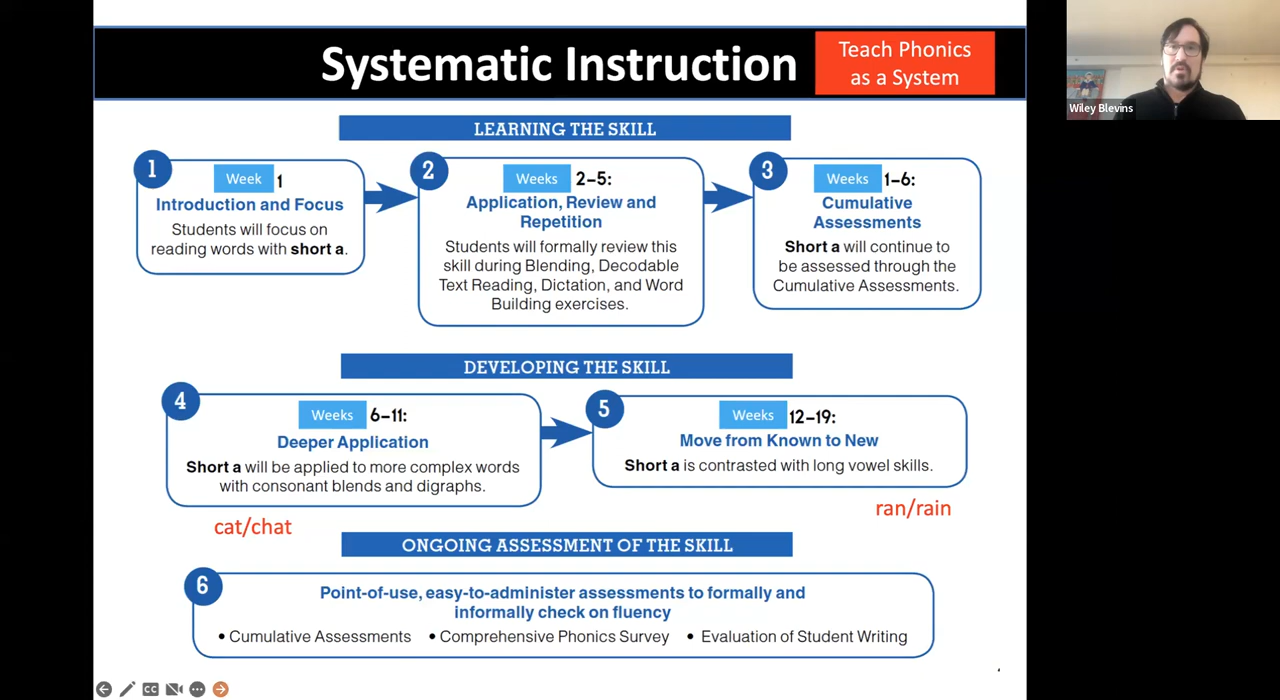 Systematic Instruction
Teach Phonics
as a System
Wiley Blevins
LEARNING THE SKILL
1
Week 1
Introduction and Focus
Students will focus on
reading words with short a.
2
Weeks 2–5:
Application, Review and
Repetition
Students will formally review this
skill during Blending, Decodable
Text Reading, Dictation, and Word
Building exercises.
3
Weeks 1–6:
Cumulative
Assessments
Short a will continue to
be assessed through the
Cumulative Assessments.
DEVELOPING THE SKILL
4
Weeks 6–11:
Deeper Application
Short a will be applied to more complex words
with consonant blends and digraphs.
cat/chat
5
Weeks 12–19:
Move from Known to New
Short a is contrasted with long vowel skills.
ran/rain
ONGOING ASSESSMENT OF THE SKILL
6
Point-of-use, easy-to-administer assessments to formally and
informally check on fluency
• Cumulative Assessments • Comprehensive Phonics Survey • Evaluation of Student Writing
CC